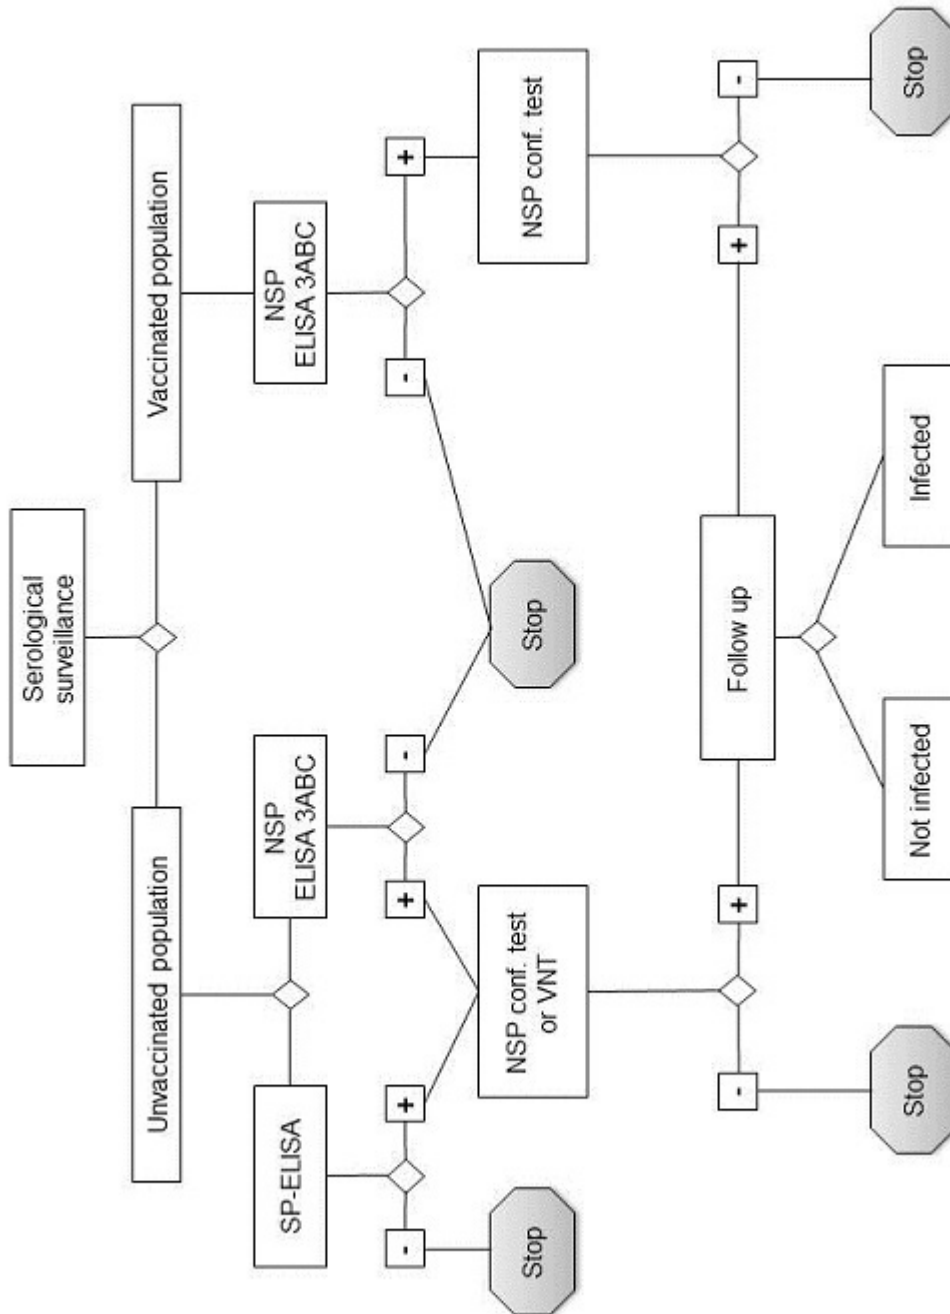 Serological
surveillance
Unvaccinated population
Vaccinated population
SP-ELISA
NSP
ELISA 3ABC
NSP
ELISA 3ABC
-
+
+
-
-
+
Stop
NSP conf. test
or VNT
Stop
NSP conf. test
-
+
Follow up
+
-
Stop
Not infected
Infected
Stop